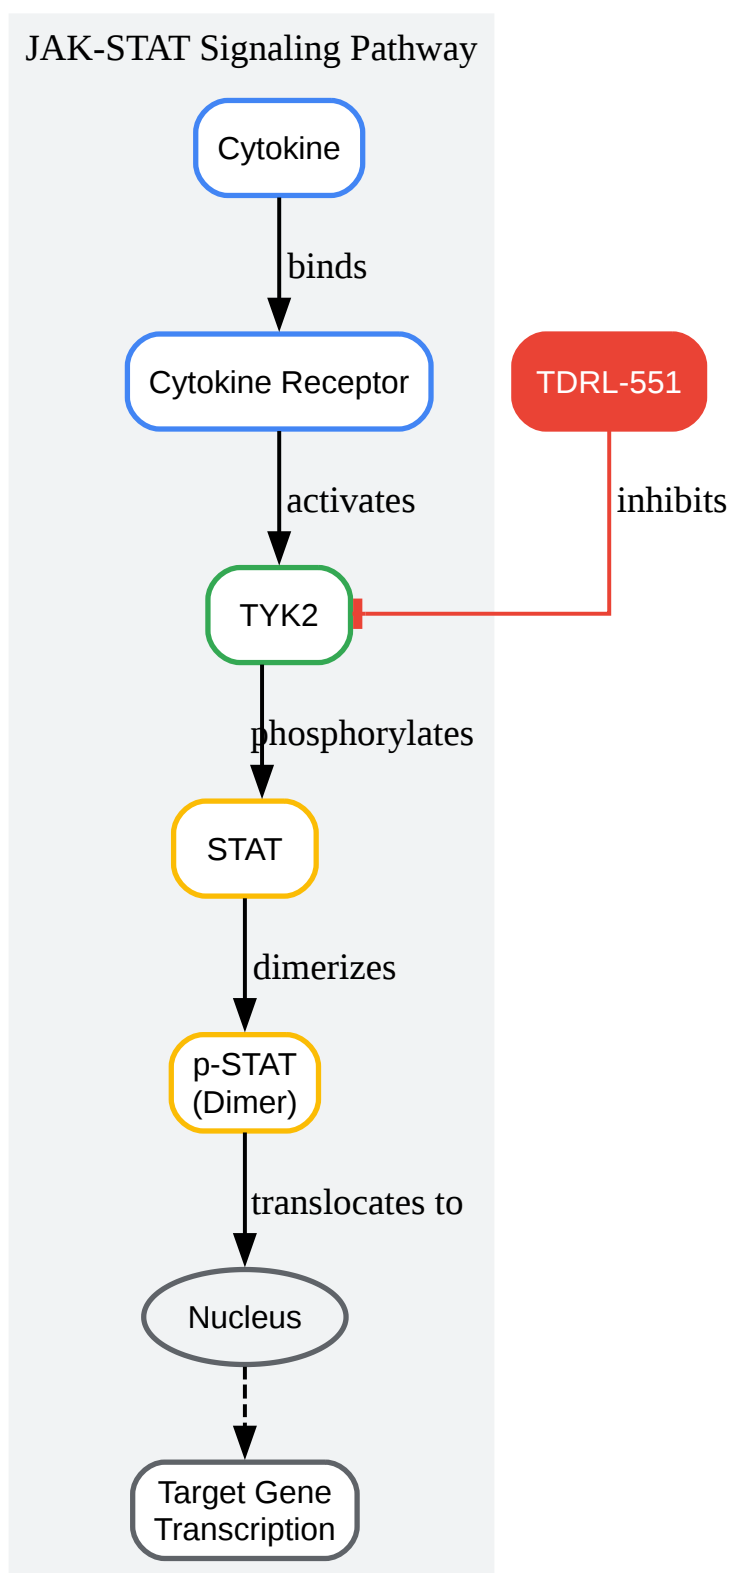 JAK-STAT Signaling Pathway
Cytokine
binds
Cytokine Receptor
TDRL-551
activates
inhibits
TYK2
phosphorylates
STAT
dimerizes
p-STAT
(Dimer)
translocates to
Nucleus
Target Gene
Transcription